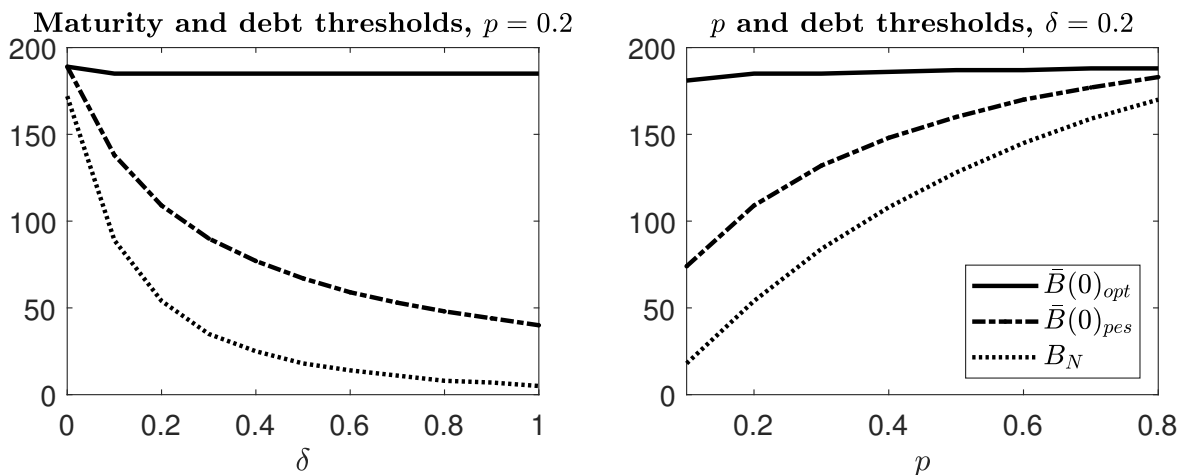 Maturity and debt thresholds, p = 0.2
200
150
100
50
0
0 0.2 0.4 0.6 0.8 1
δ
p and debt thresholds, δ = 0.2
200
150
100
50
0
0.2 0.4 0.6 0.8
p
B̄(0)opt
B̄(0)pes
BN